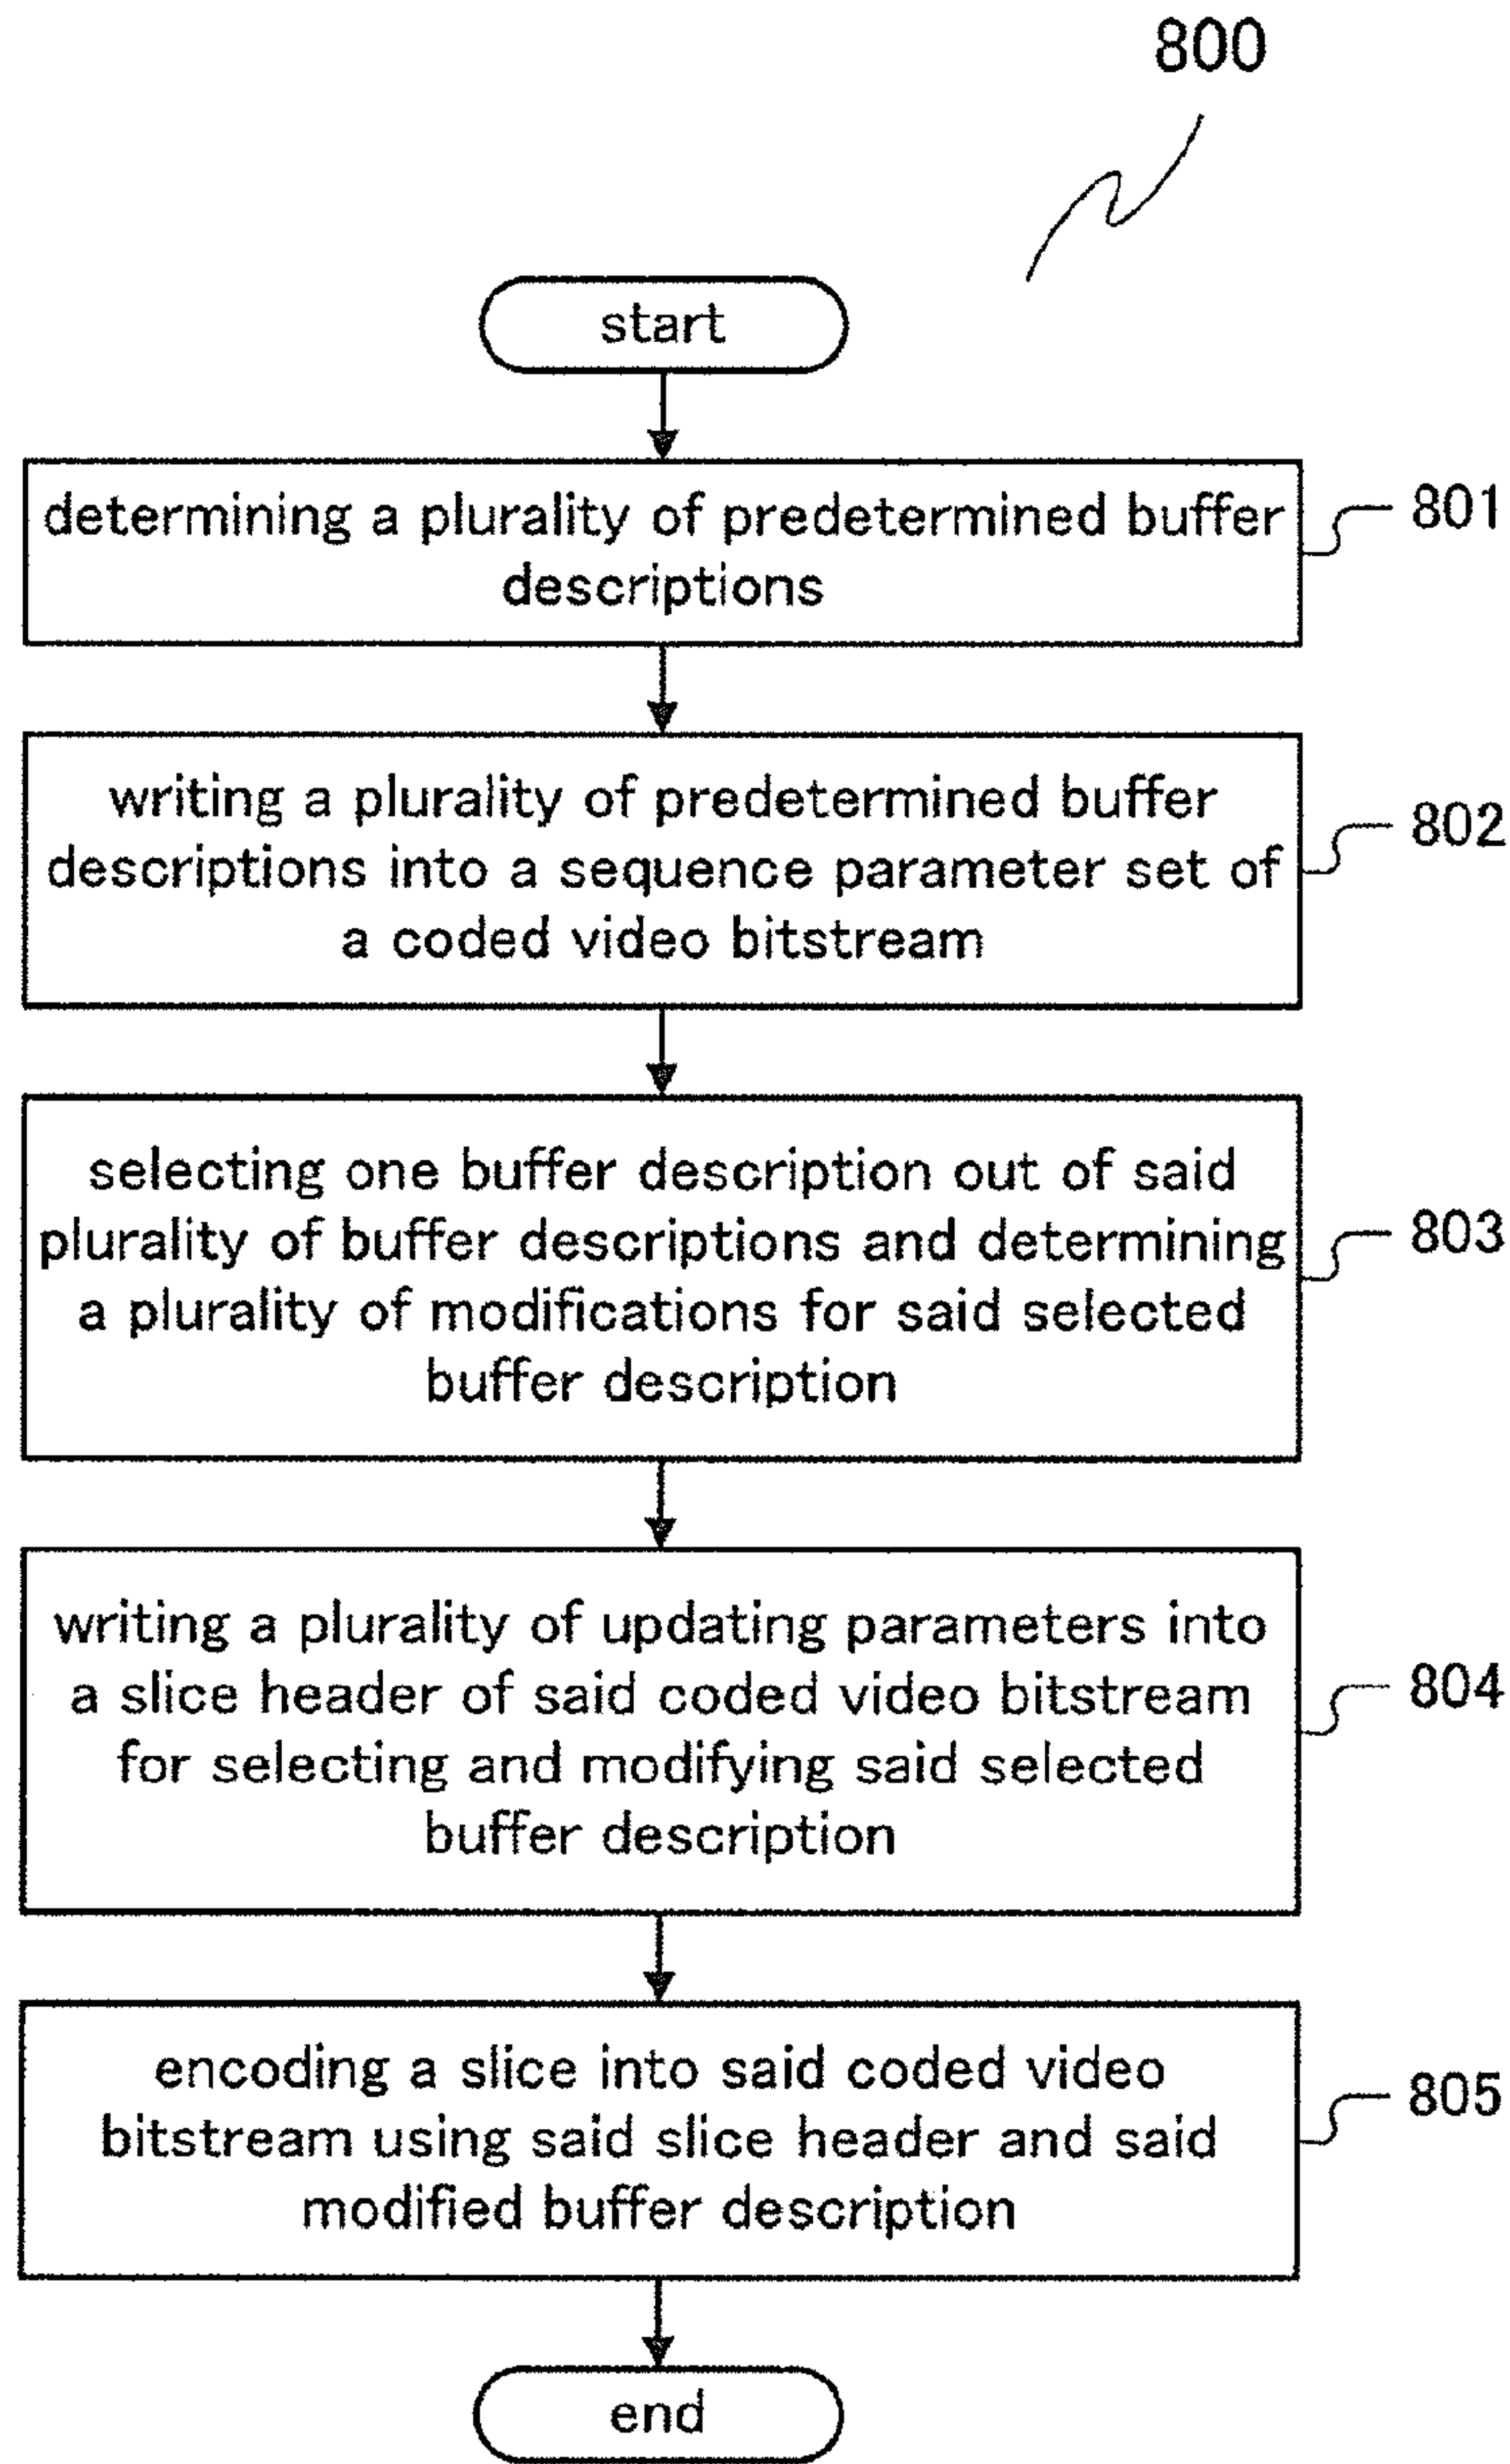 800
start
determining a plurality of predetermined buffer
descriptions
801
writing a plurality of predetermined buffer
descriptions into a sequence parameter set of
a coded video bitstream
802
selecting one buffer description out of said
plurality of buffer descriptions and determining
a plurality of modifications for said selected
buffer description
803
writing a plurality of updating parameters into
a slice header of said coded video bitstream
for selecting and modifying said selected
buffer description
804
encoding a slice into said coded video
bitstream using said slice header and said
modified buffer description
805
end